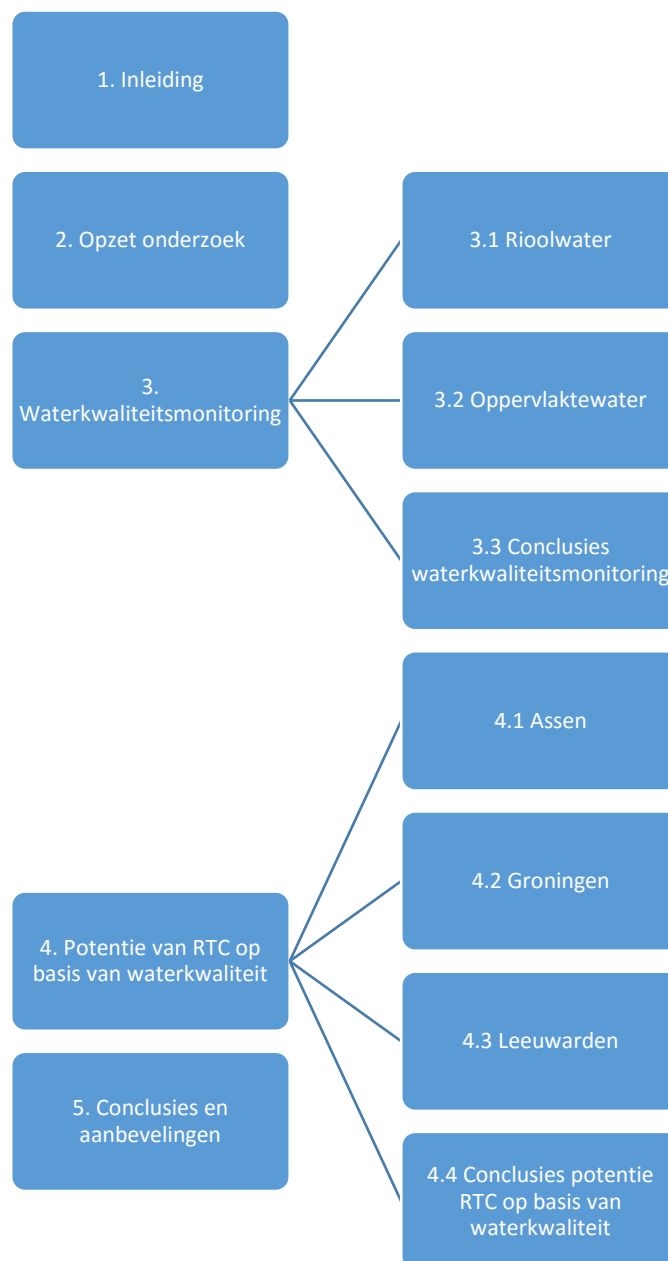 1. Inleiding
2. Opzet onderzoek
3.
Waterkwaliteitsmonitoring
3.1 Rioolwater
3.2 Oppervlaktewater
3.3 Conclusies
waterkwaliteitsmonitoring
4. Potentie van RTC op
basis van waterkwaliteit
4.1 Assen
4.2 Groningen
4.3 Leeuwarden
4.4 Conclusies potentie
RTC op basis van
waterkwaliteit
5. Conclusies en
aanbevelingen